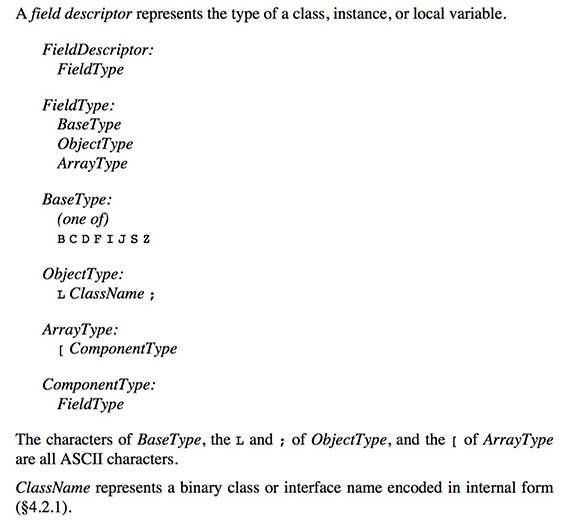 A field descriptor represents the type of a class, instance, or local variable.
FieldDescriptor:
FieldType
FieldType:
BaseType
ObjectType
ArrayType
BaseType:
(one of)
B C D F I J S Z
ObjectType:
L ClassName ;
ArrayType:
[ ComponentType
ComponentType:
FieldType
The characters of BaseType, the L and ; of ObjectType, and the [ of ArrayType
are all ASCII characters.
ClassName represents a binary class or interface name encoded in internal form
(§4.2.1).